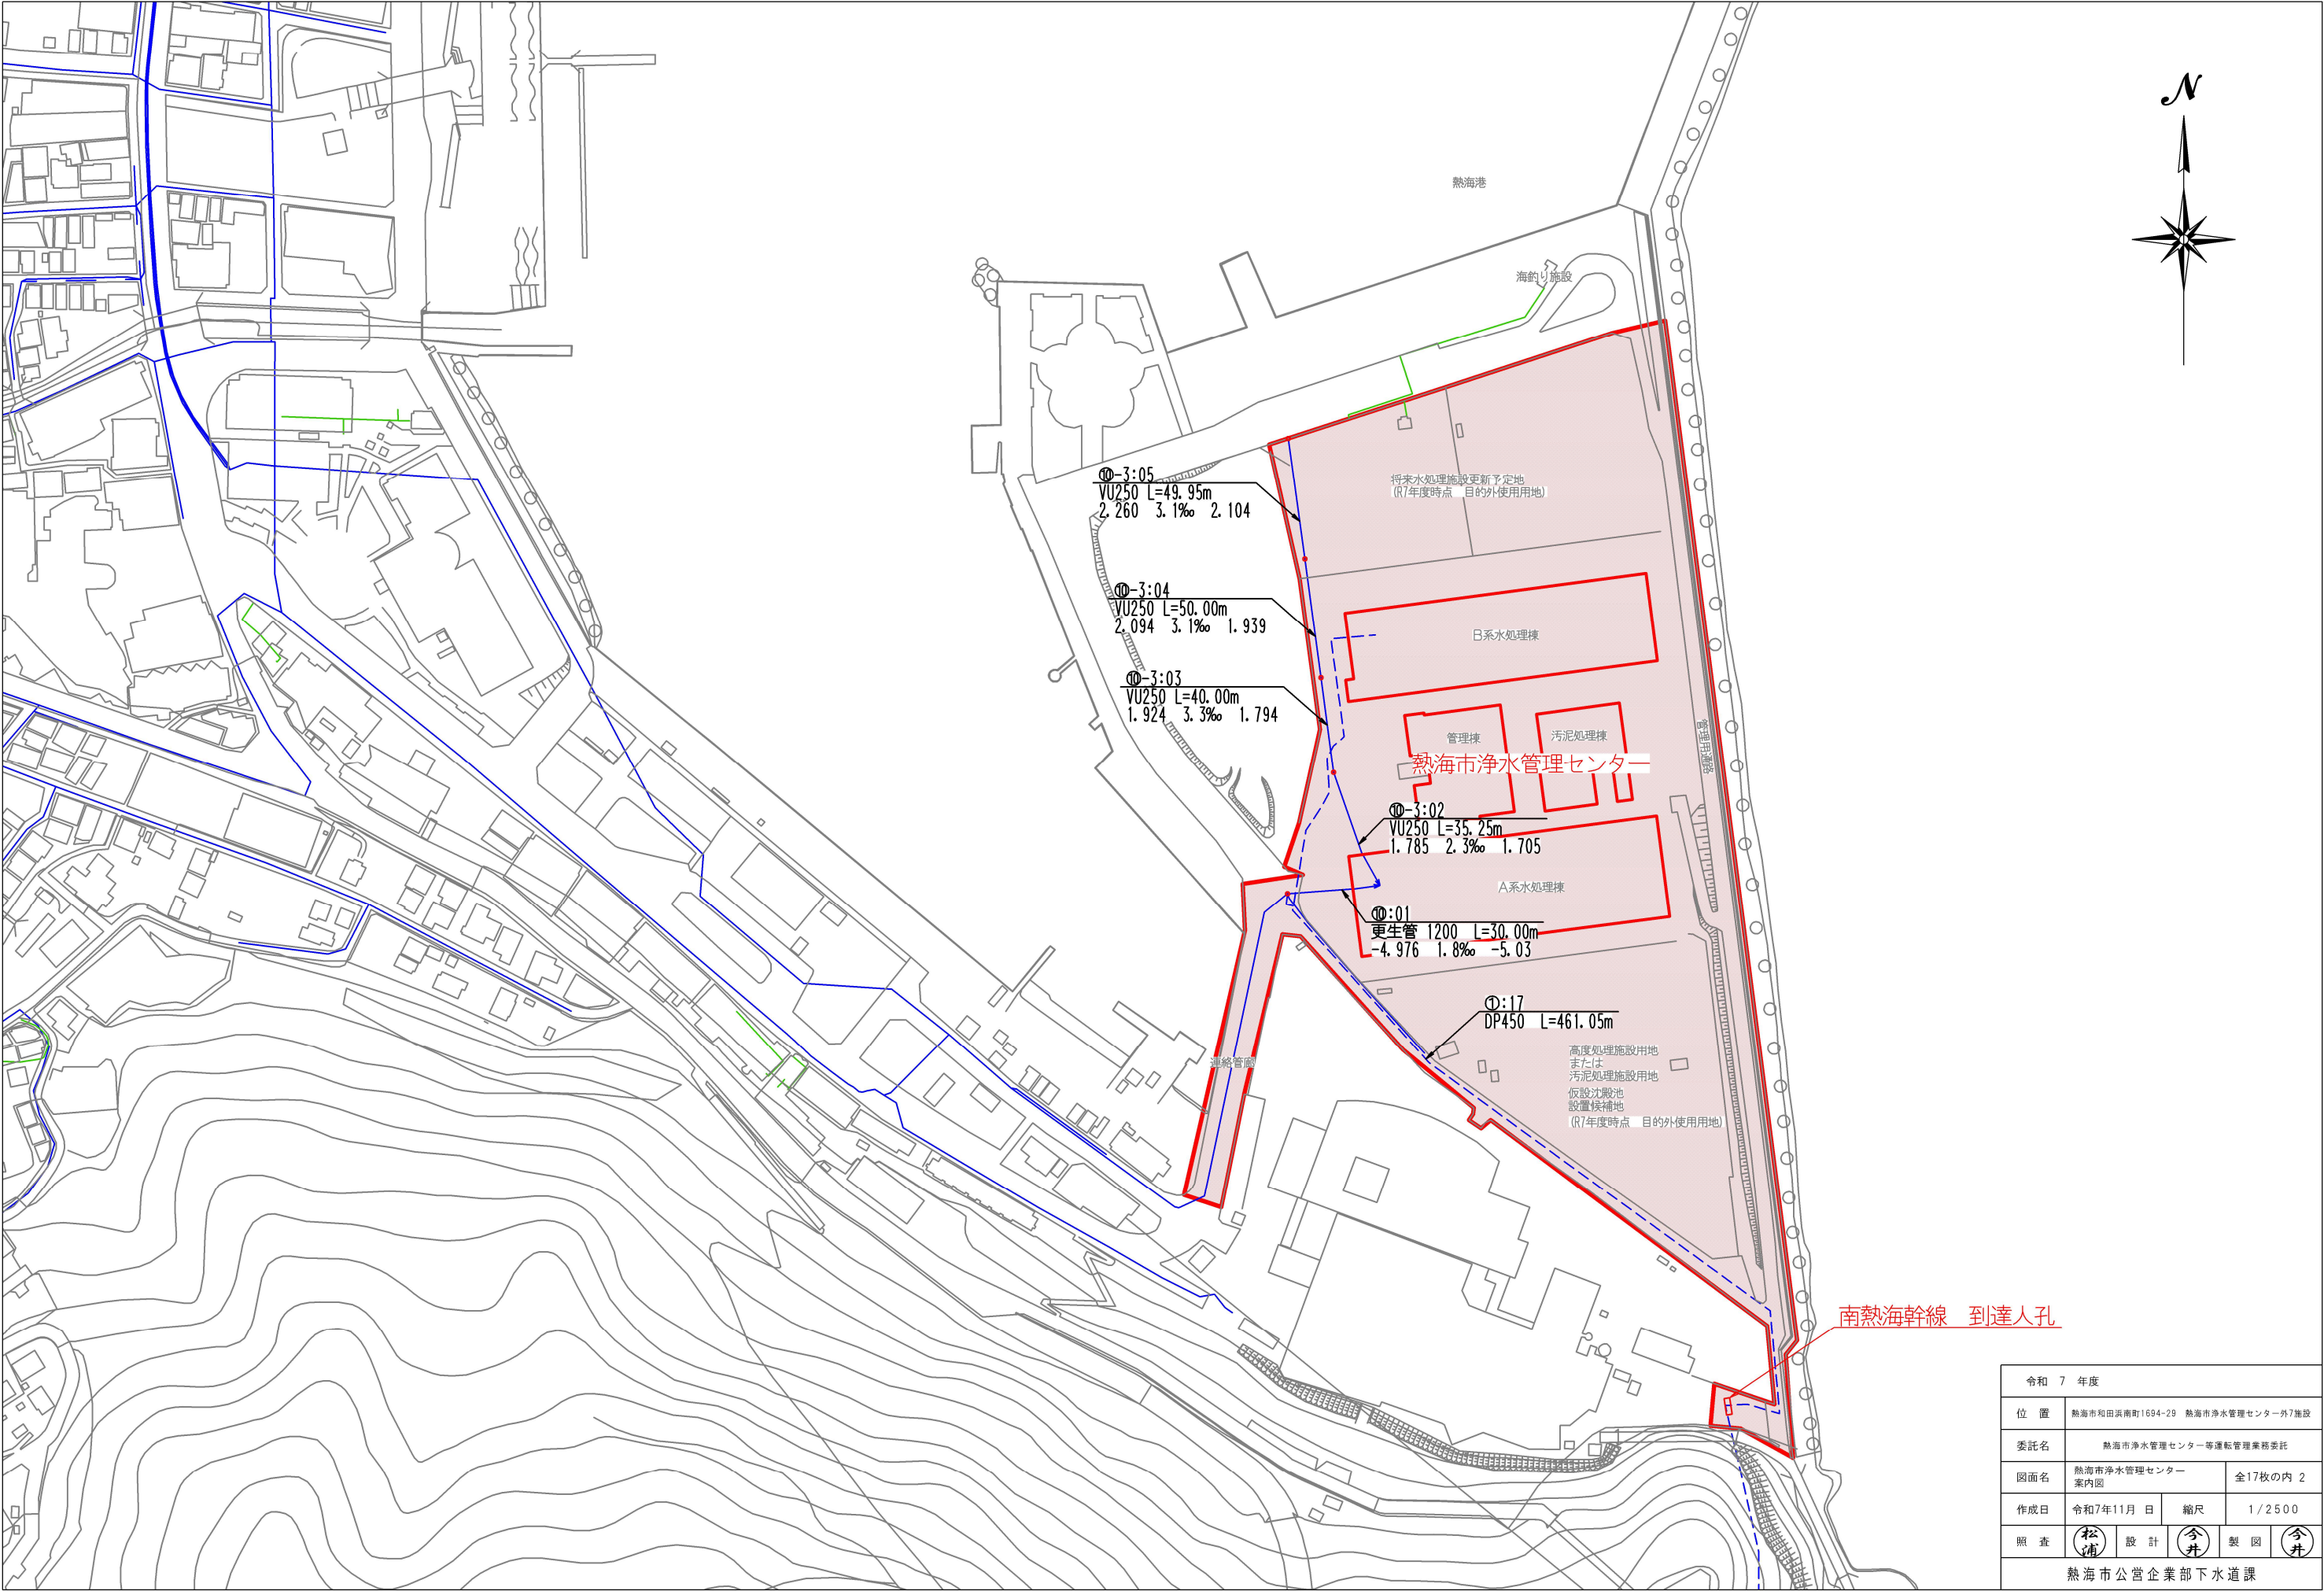 N
熱海港
海釣り施設
⑩-3:05
VU250 L=49.95m
2.260 3.1‰ 2.104
将来水処理施設更新予定地
(R7年度時点 目的外使用用地)
⑩-3:04
VU250 L=50.00m
2.094 3.1‰ 1.939
B系水処理棟
⑩-3:03
VU250 L=40.00m
1.924 3.3‰ 1.794
管理棟
汚泥処理棟
管理用通路
熱海市浄水管理センター
⑩-3:02
VU250 L=35.25m
1.785 2.3‰ 1.705
A系水処理棟
⑩:01
更生管 1200 L=30.00m
-4.976 1.8‰ -5.03
①:17
DP450 L=461.05m
連絡管廊
高度処理施設用地
または
汚泥処理施設用地
仮設沈殿池
設置候補地
(R7年度時点 目的外使用用地)
南熱海幹線 到達人孔
令和 7 年度
位 置 熱海市和田浜南町1694-29 熱海市浄水管理センター外7施設
委託名 熱海市浄水管理センター等運転管理業務委託
図面名 熱海市浄水管理センター
案内図
全17枚の内 2
作成日 令和7年11月 日 縮尺 1/2500
照 査 松浦 設 計 今井 製 図 今井
熱海市公営企業部下水道課